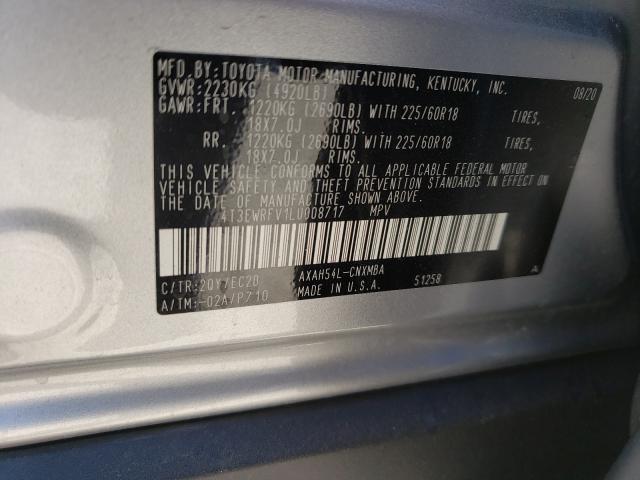 MFD. BY: TOYOTA MOTOR MANUFACTURING, KENTUCKY, INC. 08/20
GVWR: 2230KG (4920LB)
GAWR: FRT. 1220KG (2690LB) WITH 225/60R18 TIRES,
18X7.0J RIMS.
RR. 1220KG (2690LB) WITH 225/60R18 TIRES,
18X7.0J RIMS.
THIS VEHICLE CONFORMS TO ALL APPLICABLE FEDERAL MOTOR
VEHICLE SAFETY AND THEFT PREVENTION STANDARDS IN EFFECT
ON THE DATE OF MANUFACTURE SHOWN ABOVE.
4T3EWRFV1LU008717 MPV
C/TR: 20Y7EC20 AXAH54L-CNXMBA A
A/TM: -02A/P710 MADE IN U.S.A. 51258